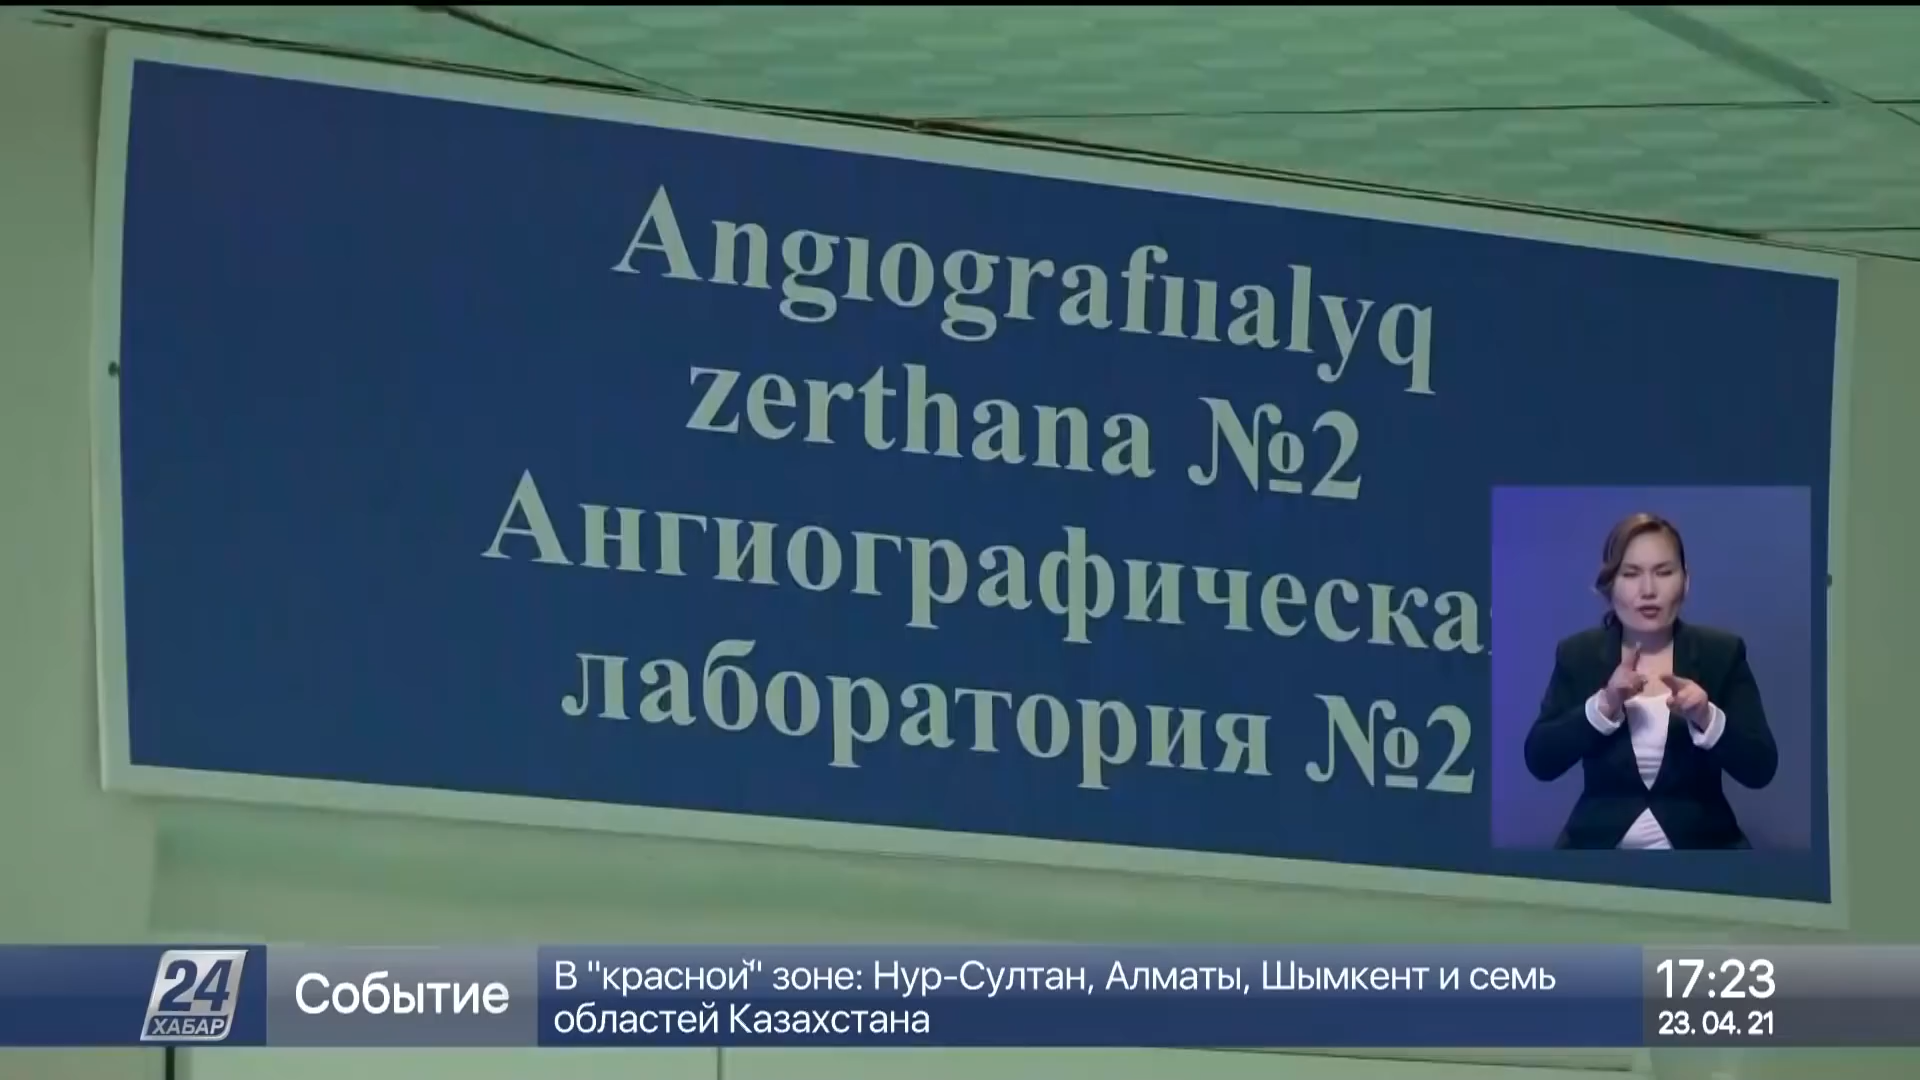 Angıografııalyq
zerthana №2
Ангиографическая
лаборатория №2
24
ХАБАР
Событие
В "красной" зоне: Нур-Султан, Алматы, Шымкент и семь
областей Казахстана
17:23
23. 04. 21